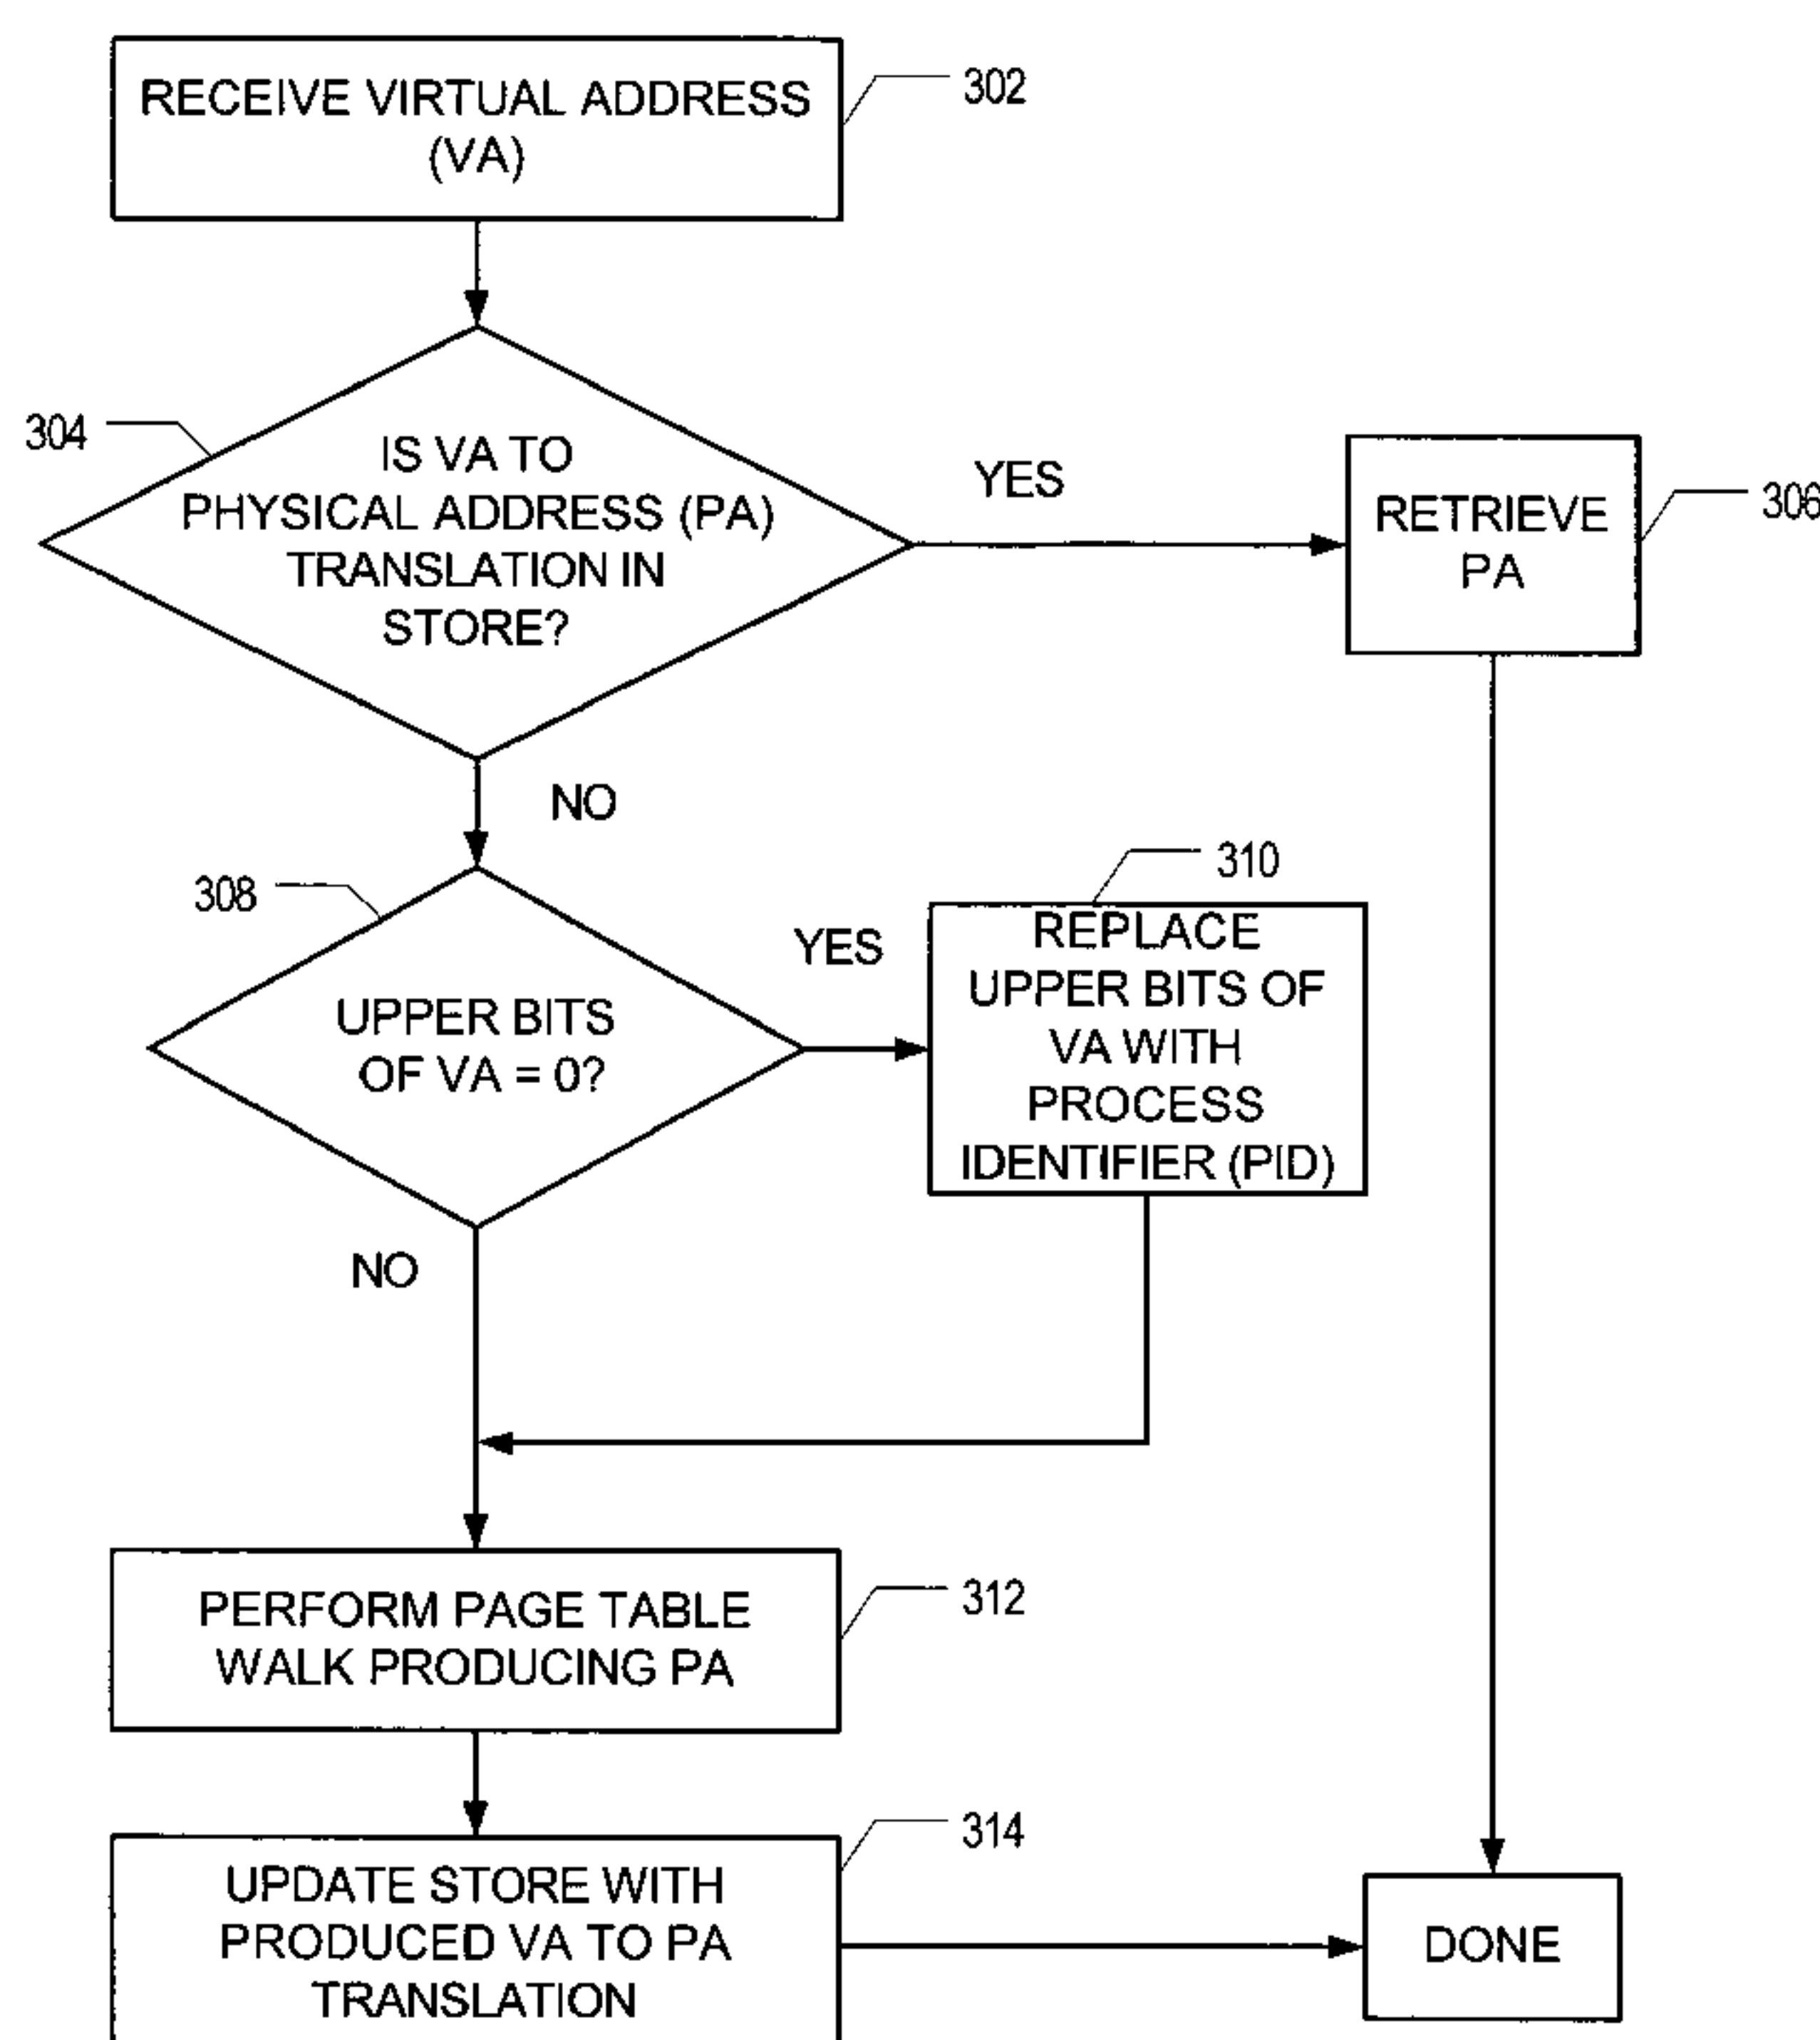 RECEIVE VIRTUAL ADDRESS
(VA)
302
304
IS VA TO
PHYSICAL ADDRESS (PA)
TRANSLATION IN
STORE?
YES
RETRIEVE
PA
306
NO
308
UPPER BITS
OF VA = 0?
YES
310
REPLACE
UPPER BITS OF
VA WITH
PROCESS
IDENTIFIER (PID)
NO
PERFORM PAGE TABLE
WALK PRODUCING PA
312
UPDATE STORE WITH
PRODUCED VA TO PA
TRANSLATION
314
DONE